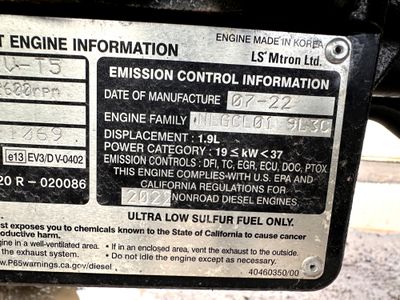 T ENGINE INFORMATION
ENGINE MADE IN KOREA
LS Mtron Ltd.
V-T5
2600rpm
1069
e13 EV3/DV-0402
20 R - 020086
EMISSION CONTROL INFORMATION
DATE OF MANUFACTURE 07-22
ENGINE FAMILY
DISPLACEMENT : 1.9L
POWER CATEGORY : 19 ≤ kW < 37
EMISSION CONTROLS : DFI, TC, EGR, ECU, DOC, PTOX
THIS ENGINE COMPLIES WITH U.S. EPA AND
CALIFORNIA REGULATIONS FOR
2022 NONROAD DIESEL ENGINES.
ULTRA LOW SULFUR FUEL ONLY.
s known to the State of California to cause cancer
ductive harm.
gine in a well-ventilated area. • If in an enclosed area, vent the exhaust to the outside.
the exhaust system. • Do not idle the engine except as necessary.
w.P65warnings.ca.gov/diesel
40460350/00